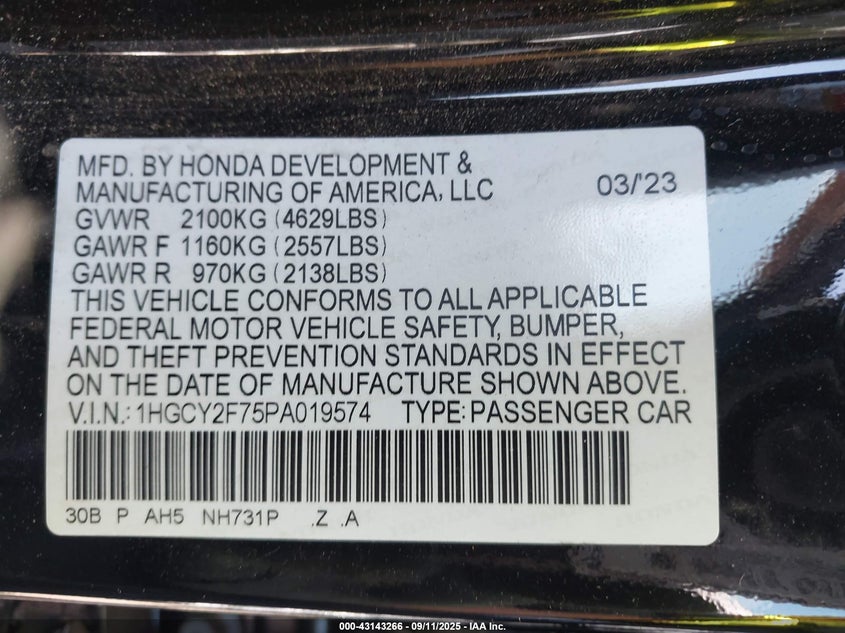 MFD. BY HONDA DEVELOPMENT &
MANUFACTURING OF AMERICA, LLC 03/'23
GVWR 2100KG (4629LBS)
GAWR F 1160KG (2557LBS)
GAWR R 970KG (2138LBS)
THIS VEHICLE CONFORMS TO ALL APPLICABLE
FEDERAL MOTOR VEHICLE SAFETY, BUMPER,
AND THEFT PREVENTION STANDARDS IN EFFECT
ON THE DATE OF MANUFACTURE SHOWN ABOVE.
V.I.N.: 1HGCY2F75PA019574 TYPE: PASSENGER CAR
30B P AH5 NH731P .Z .A
000-43143266 - 09/11/2025 - IAA Inc.